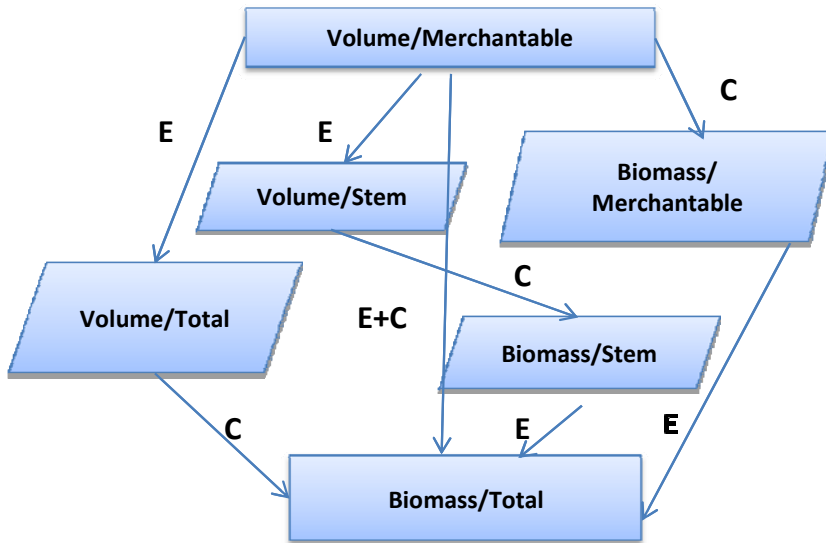 Volume/Merchantable
C
E
E
Biomass/
Merchantable
Volume/Stem
C
Volume/Total
E+C
Biomass/Stem
C
E
E
Biomass/Total